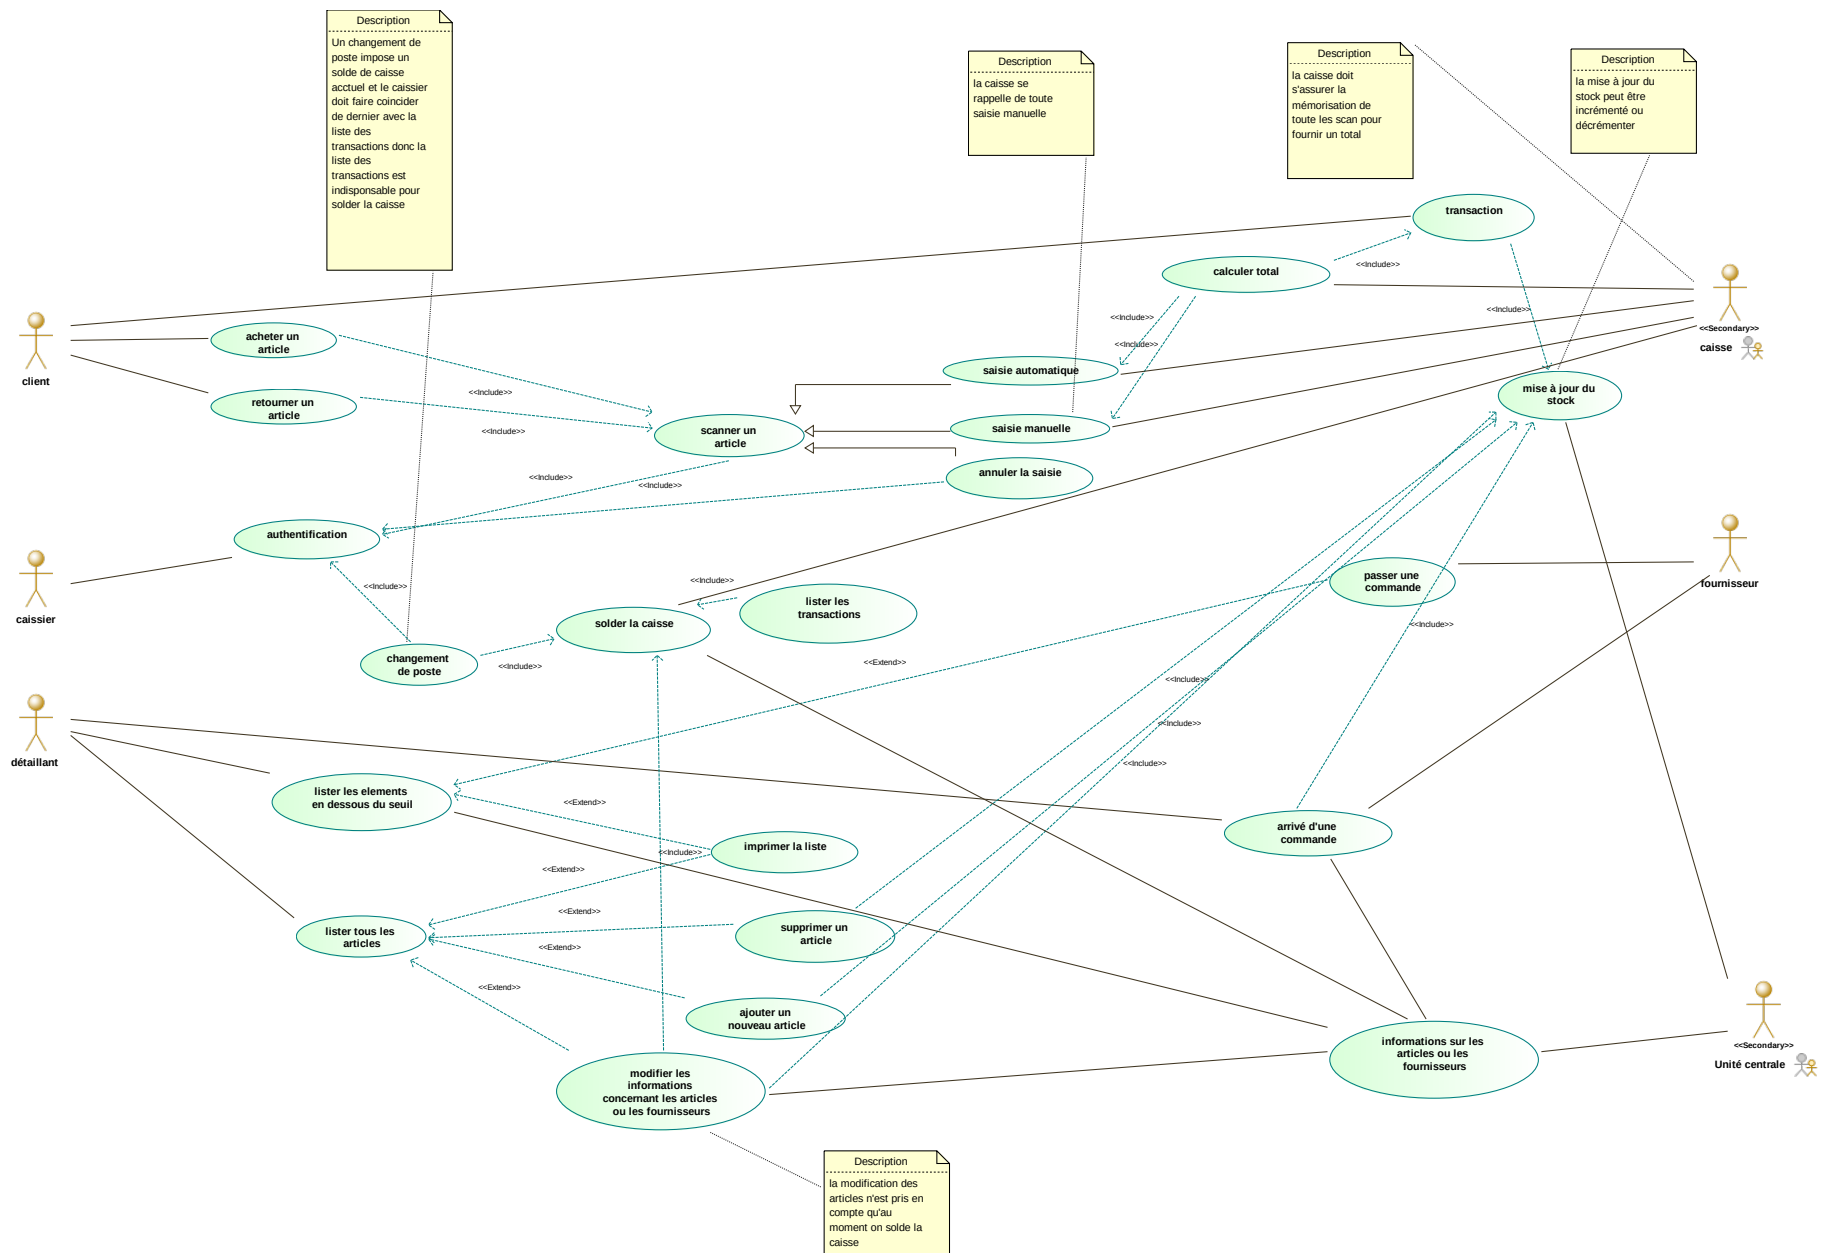 Description
Un changement de
poste impose un
solde de caisse
acctuel et le caissier
doit faire coincider
de dernier avec la
liste des
transactions donc la
liste des
transactions est
indisponsable pour
solder la caisse
Description
la caisse se
rappelle de toute
saisie manuelle
Description
la caisse doit
s'assurer la
mémorisation de
toute les scan pour
fournir un total
Description
la mise à jour du
stock peut être
incrémenté ou
décrémenter
transaction
calculer total
<<Include>>
<<Include>>
<<Include>>
<<Include>>
<<Secondary>>
caisse
client
acheter un
article
retourner un
article
<<Include>>
<<Include>>
saisie automatique
mise à jour du
stock
scanner un
article
saisie manuelle
annuler la saisie
<<Include>>
<<Include>>
authentification
caissier
<<Include>>
<<Include>>
lister les
transactions
passer une
commande
fournisseur
solder la caisse
<<Include>>
changement
de poste
<<Include>>
<<Extend>>
<<Include>>
<<Include>>
<<Include>>
détaillant
lister les elements
en dessous du seuil
<<Extend>>
arrivé d'une
commande
imprimer la liste
<<Include>>
<<Extend>>
<<Extend>>
lister tous les
articles
supprimer un
article
<<Extend>>
<<Extend>>
ajouter un
nouveau article
informations sur les
articles ou les
fournisseurs
<<Secondary>>
Unité centrale
modifier les
informations
concernant les articles
ou les fournisseurs
Description
la modification des
articles n'est pris en
compte qu'au
moment on solde la
caisse